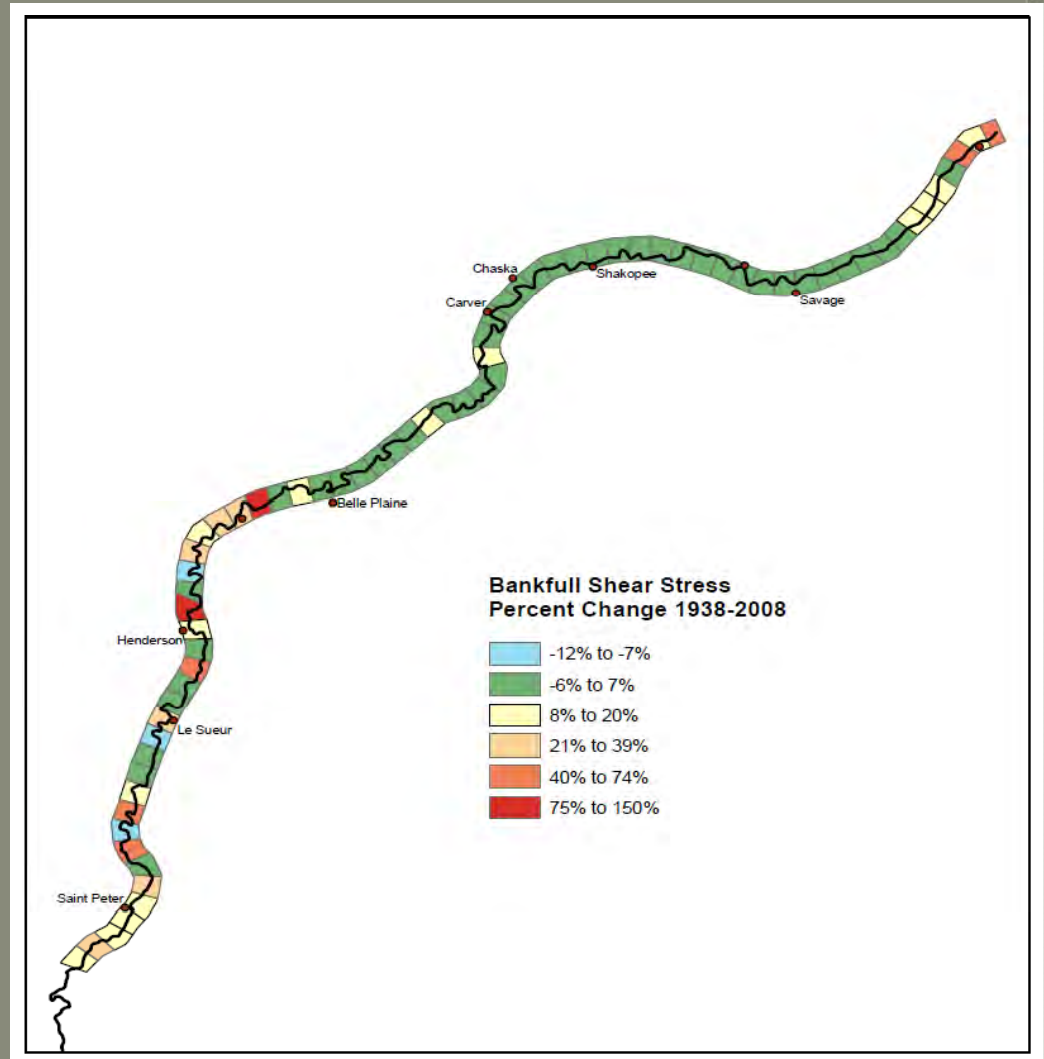 Chaska
Shakopee
Carver
Savage
Belle Plaine
Bankfull Shear Stress
Percent Change 1938-2008
-12% to -7%
-6% to 7%
8% to 20%
21% to 39%
40% to 74%
75% to 150%
Henderson
Le Sueur
Saint Peter